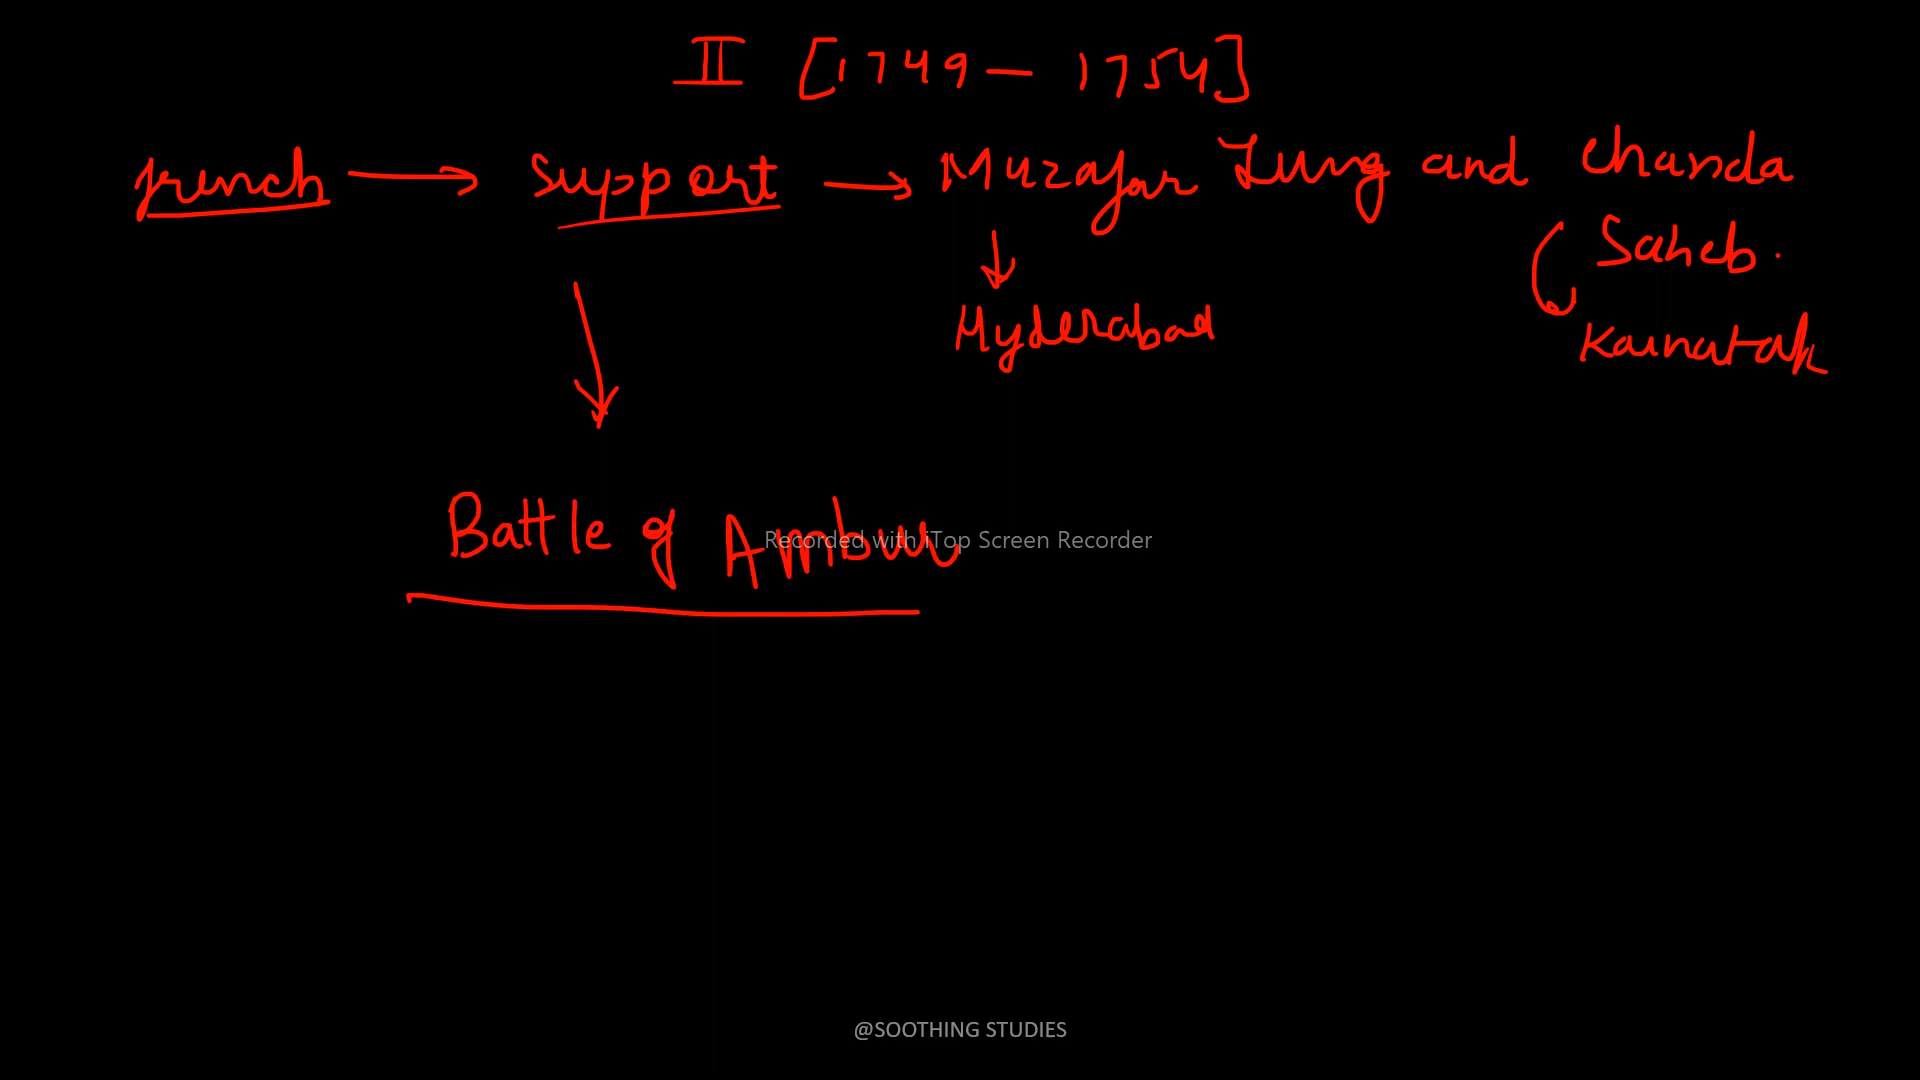 II [1749 - 1754]
french → support → Muzafar Jung and Chanda
Saheb.
↓
Hyderabad
Karnatak
Battle of Ambur
Recorded with iTop Screen Recorder
@SOOTHING STUDIES